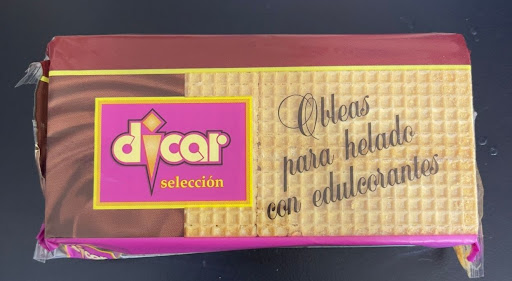 dicar
selección
Obleas
para helado
con edulcorantes